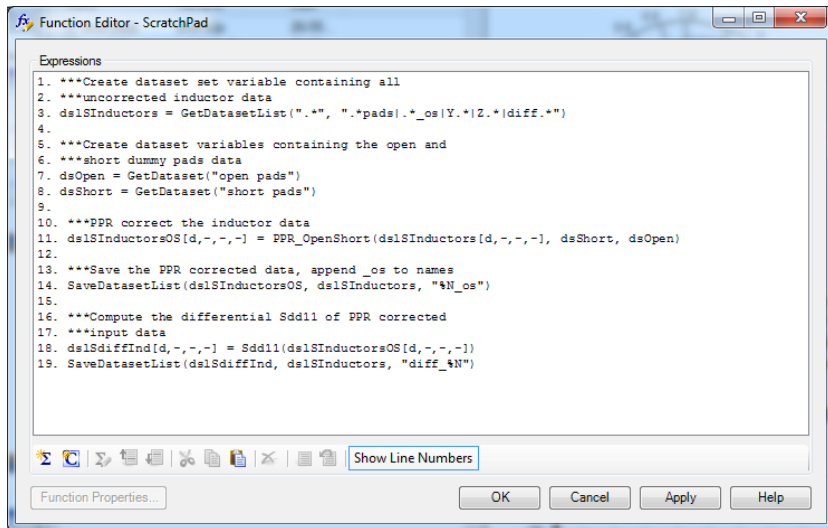 Function Editor - ScratchPad
Expressions
1. ***Create dataset set variable containing all
2. ***uncorrected inductor data
3. dslSInductors = GetDatasetList(".*", ".*pads|.*_os|Y.*|Z.*|diff.*")
4.
5. ***Create dataset variables containing the open and
6. ***short dummy pads data
7. dsOpen = GetDataset("open pads")
8. dsShort = GetDataset("short pads")
9.
10. ***PPR correct the inductor data
11. dslSInductorsOS[d,-,-,-] = PPR_OpenShort(dslSInductors[d,-,-,-], dsShort, dsOpen)
12.
13. ***Save the PPR corrected data, append _os to names
14. SaveDatasetList(dslSInductorsOS, dslSInductors, "%N_os")
15.
16. ***Compute the differential Sdd11 of PPR corrected
17. ***input data
18. dslSdiffInd[d,-,-,-] = Sdd11(dslSInductorsOS[d,-,-,-])
19. SaveDatasetList(dslSdiffInd, dslSInductors, "diff_%N")
Show Line Numbers
Function Properties... OK Cancel Apply Help